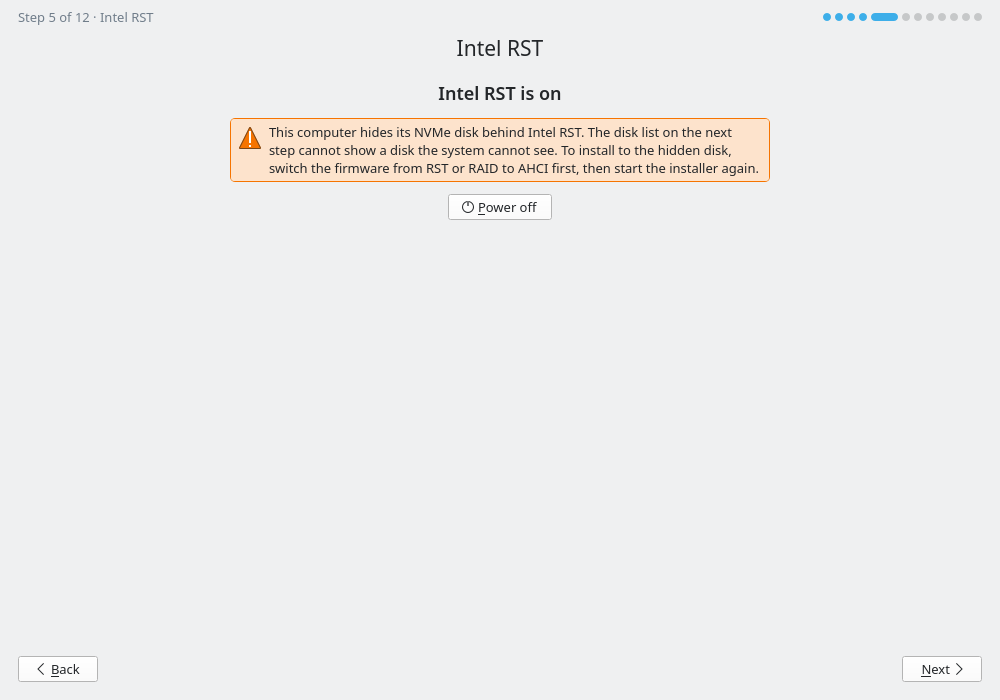 Step 5 of 12 · Intel RST
Intel RST
Intel RST is on
This computer hides its NVMe disk behind Intel RST. The disk list on the next
step cannot show a disk the system cannot see. To install to the hidden disk,
switch the firmware from RST or RAID to AHCI first, then start the installer again.
Power off
Back
Next